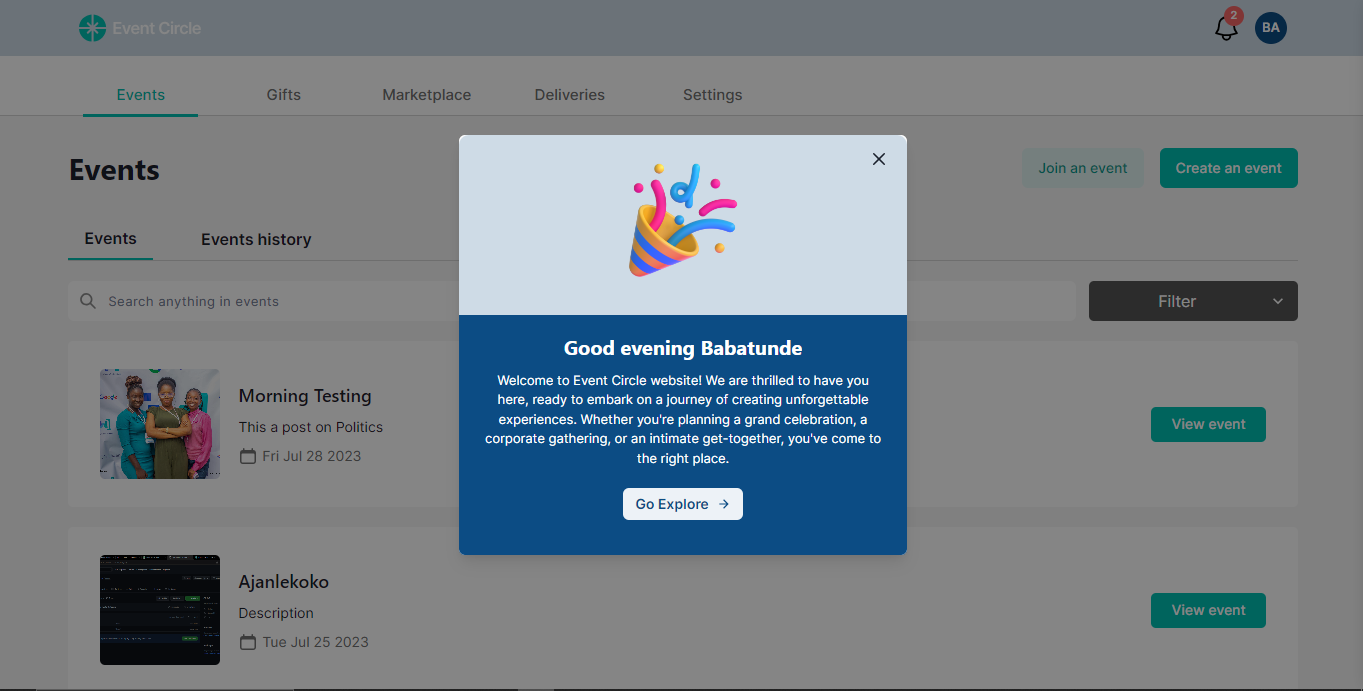 Event Circle
2
BA
Events
Gifts
Marketplace
Deliveries
Settings
Events
Join an event
Create an event
Events
Events history
Search anything in events
Filter
Good evening Babatunde
Welcome to Event Circle website! We are thrilled to have you
here, ready to embark on a journey of creating unforgettable
experiences. Whether you're planning a grand celebration, a
corporate gathering, or an intimate get-together, you've come to
the right place.
Go Explore
Morning Testing
This a post on Politics
Fri Jul 28 2023
View event
Ajanlekoko
Description
Tue Jul 25 2023
View event